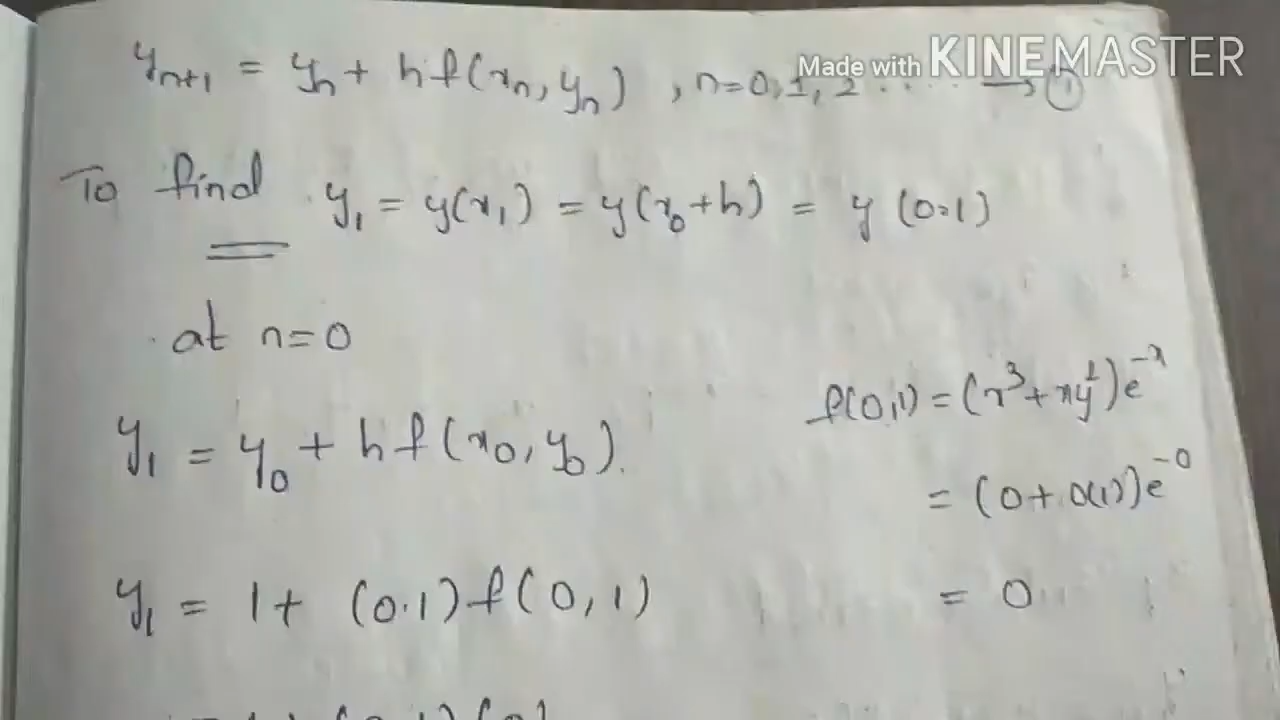 Made with KINEMASTER
yₙ₊₁ = yₙ + h f(xₙ, yₙ) , n=0,1,2 .... → ①
To find y₁ = y(x₁) = y(x₀+h) = y (0.1)
at n=0
y₁ = y₀ + h f(x₀, y₀).
f(0,1) = (x³ + xy²)e⁻ˣ
= (0 + 0(1))e⁻⁰
= 0
y₁ = 1 + (0.1) f(0, 1)